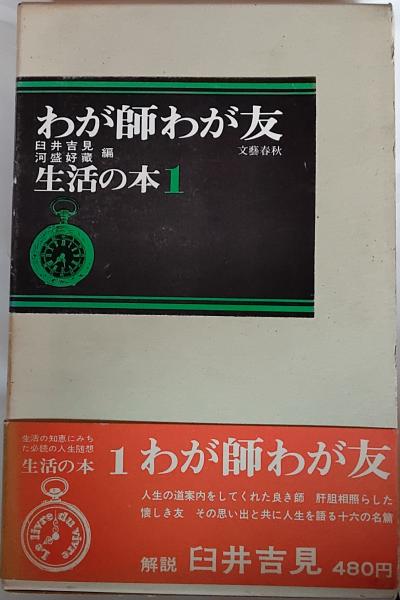 わが師わが友
臼井吉見
河盛好蔵
編
文藝春秋
生活の本1
生活の知恵にみち
た必読の人生随想
生活の本
1 わが師わが友
人生の道案内をしてくれた良き師 肝胆相照らした
懐しき友 その思い出と共に人生を語る十六の名篇
Le livre du vivre
解説 臼井吉見 480円